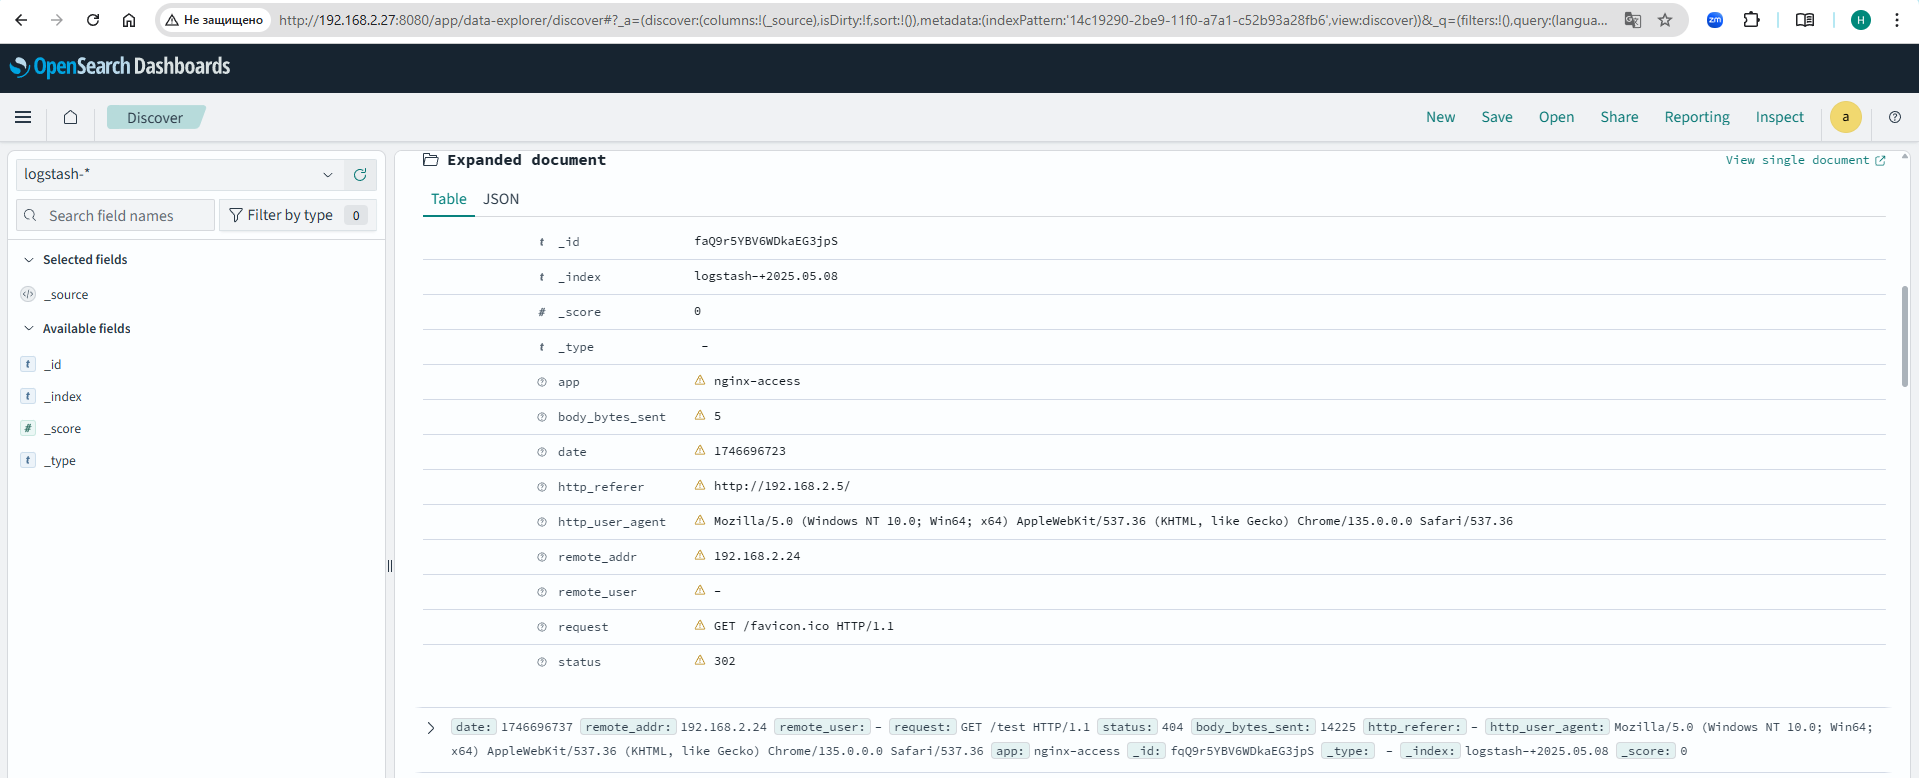 Не защищено
http://192.168.2.27:8080/app/data-explorer/discover#?_a=(discover:(columns:!(_source),isDirty:!f,sort:!()),metadata:(indexPattern:'14c19290-2be9-11f0-a7a1-c52b93a28fb6',view:discover))&_q=(filters:!(),query:(langua...
zm
H
OpenSearch Dashboards
Discover
New Save Open Share Reporting Inspect a
logstash-*
Search field names
Filter by type 0
Selected fields
_source
Available fields
t _id
t _index
# _score
t _type
Expanded document
View single document
Table JSON
t _id faQ9r5YBV6WDkaEG3jpS
t _index logstash-+2025.05.08
# _score 0
t _type -
app nginx-access
body_bytes_sent 5
date 1746696723
http_referer http://192.168.2.5/
http_user_agent Mozilla/5.0 (Windows NT 10.0; Win64; x64) AppleWebKit/537.36 (KHTML, like Gecko) Chrome/135.0.0.0 Safari/537.36
remote_addr 192.168.2.24
remote_user -
request GET /favicon.ico HTTP/1.1
status 302
date: 1746696737 remote_addr: 192.168.2.24 remote_user: - request: GET /test HTTP/1.1 status: 404 body_bytes_sent: 14225 http_referer: - http_user_agent: Mozilla/5.0 (Windows NT 10.0; Win64;
x64) AppleWebKit/537.36 (KHTML, like Gecko) Chrome/135.0.0.0 Safari/537.36 app: nginx-access _id: fqQ9r5YBV6WDkaEG3jpS _type: - _index: logstash-+2025.05.08 _score: 0